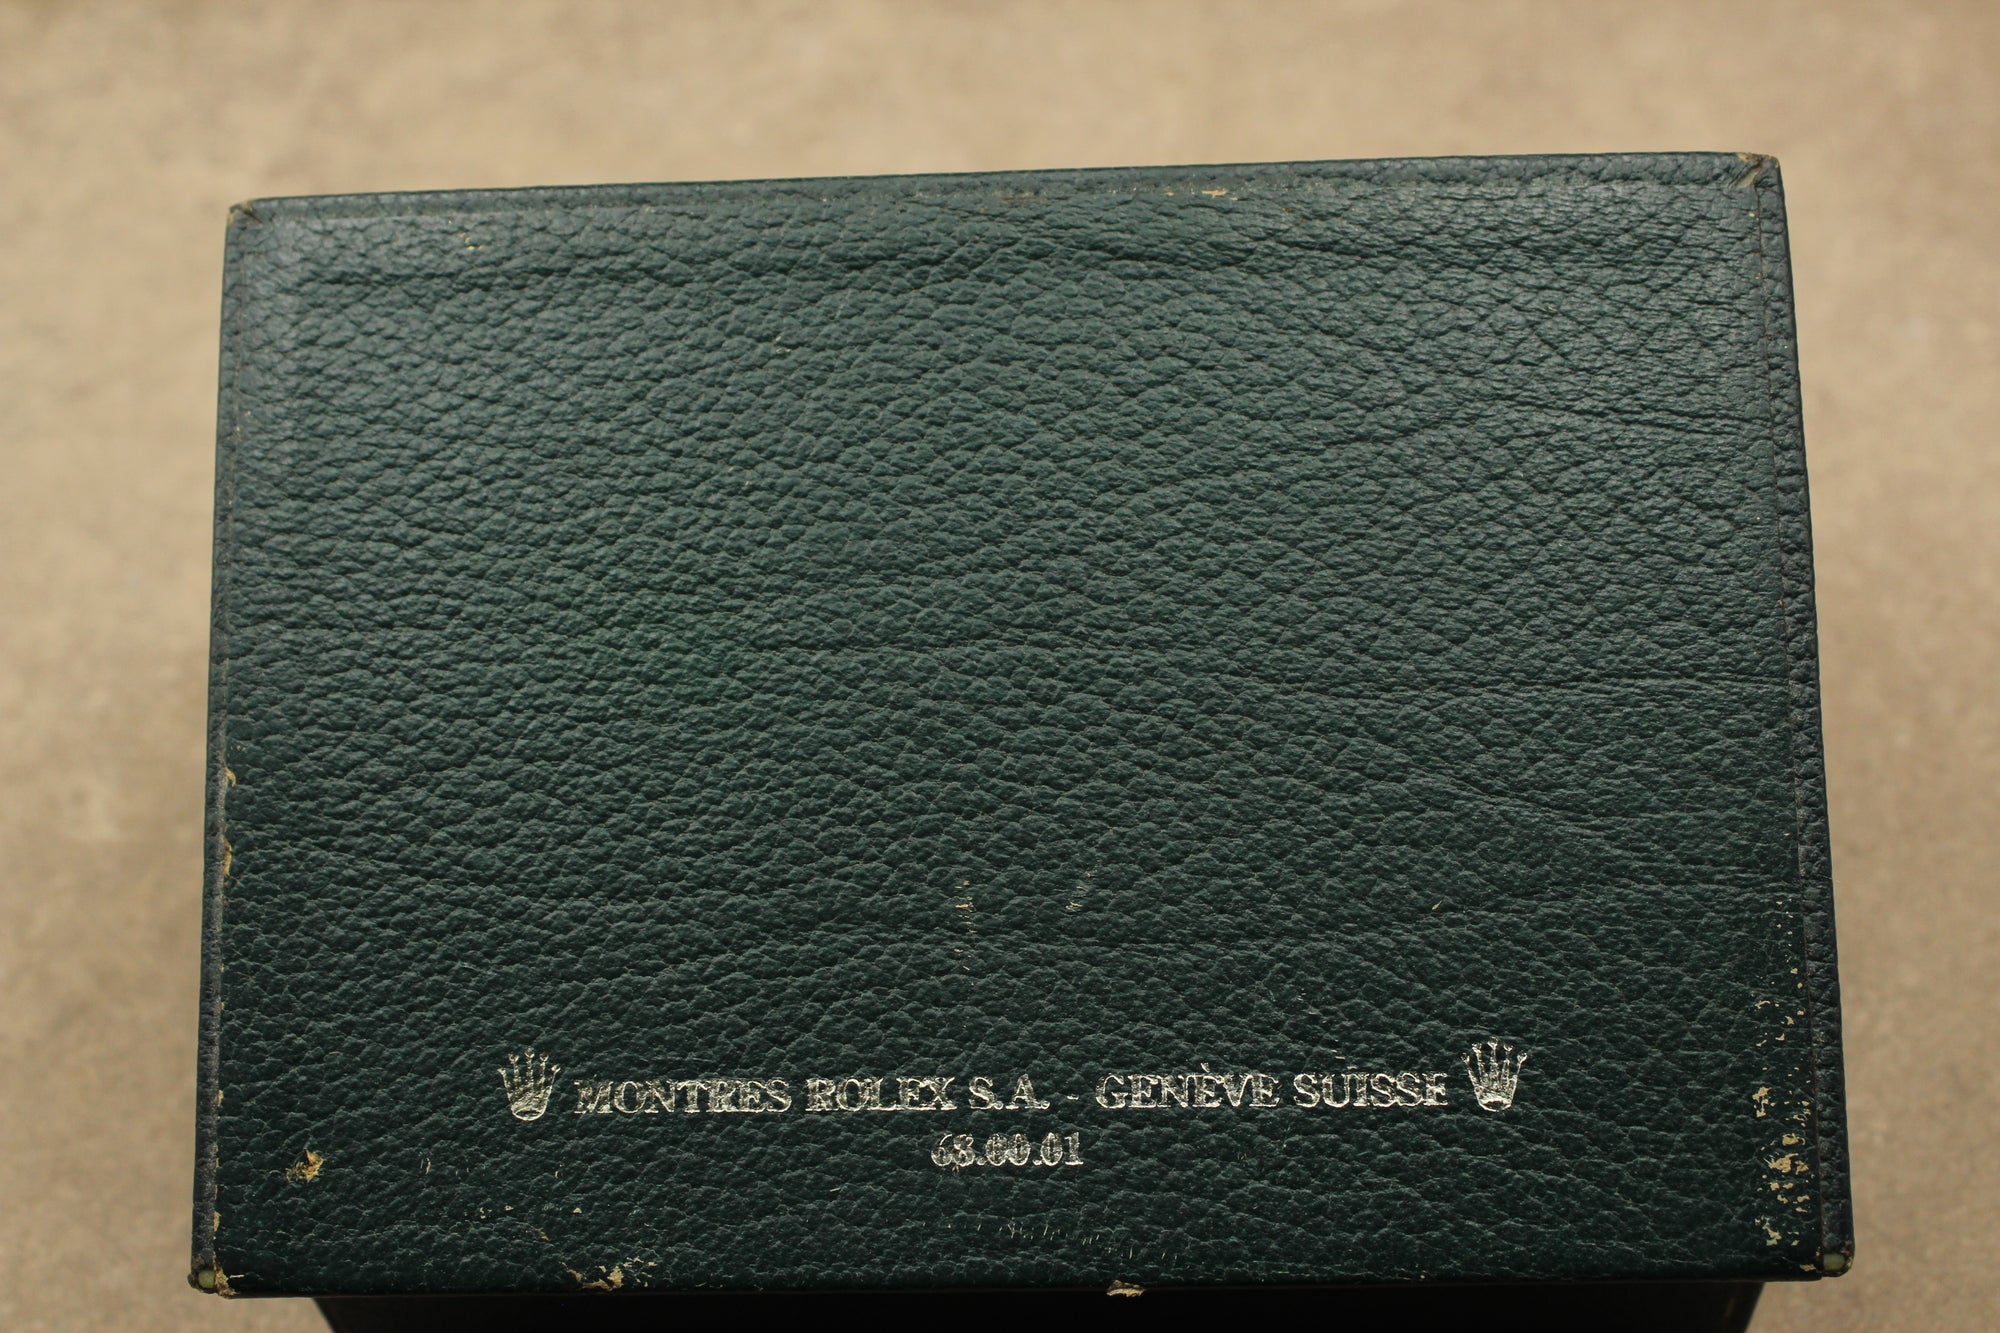 MONTRES ROLEX S.A. - GENÈVE SUISSE
68.00.01